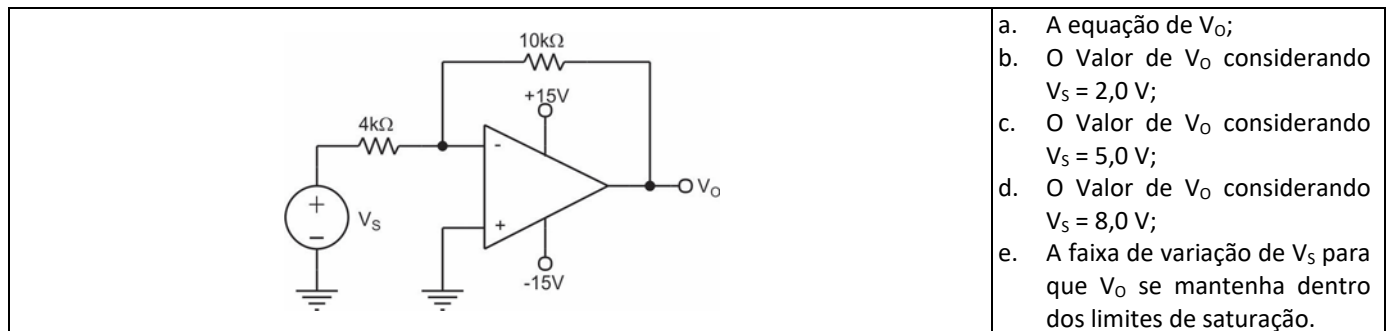 10kΩ
+15V
4kΩ
-
+
−
V_S
+
V_O
-15V
a. A equação de V_O;
b. O Valor de V_O considerando
V_S = 2,0 V;
c. O Valor de V_O considerando
V_S = 5,0 V;
d. O Valor de V_O considerando
V_S = 8,0 V;
e. A faixa de variação de V_S para
que V_O se mantenha dentro
dos limites de saturação.